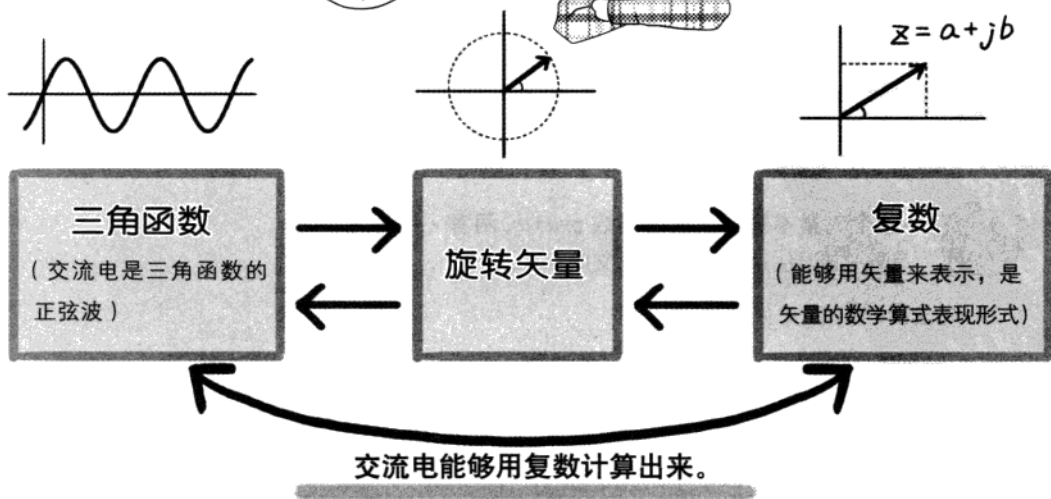 z=a+jb
三角函数
(交流电是三角函数的
正弦波)
旋转矢量
复数
(能够用矢量来表示，是
矢量的数学算式表现形式)
交流电能够用复数计算出来。